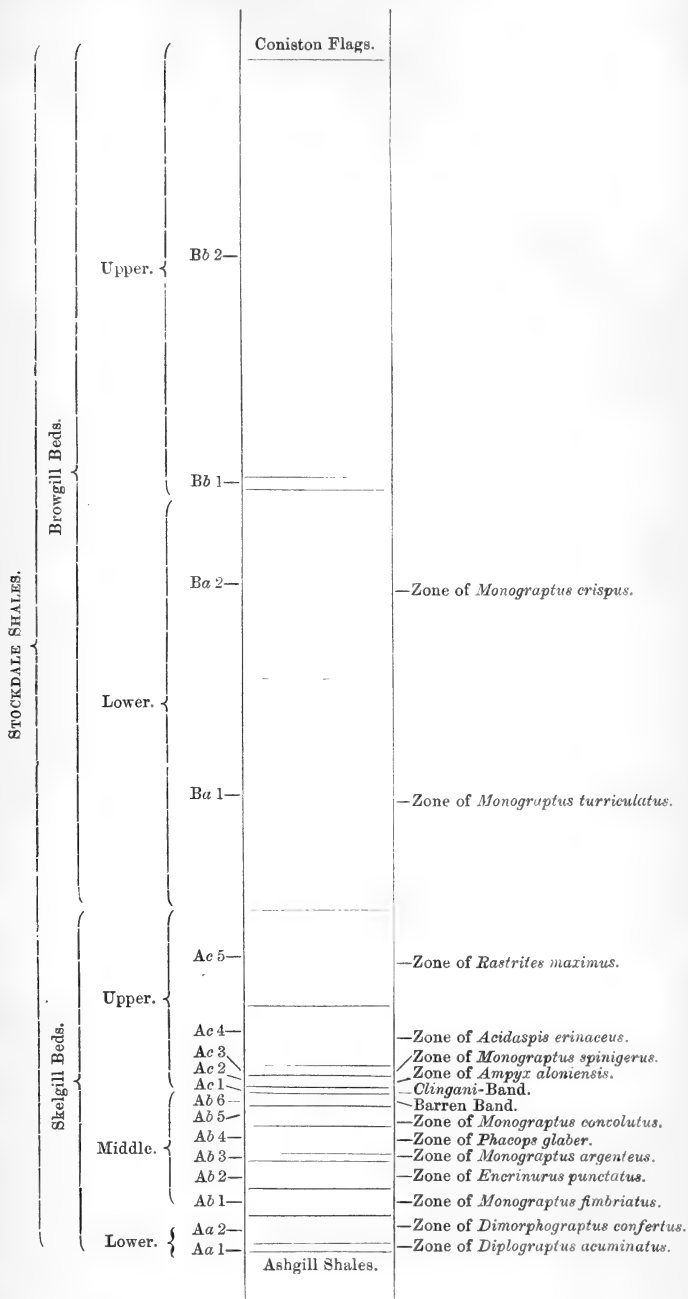 Coniston Flags.
STOCKDALE SHALES.
Browgill Beds.
Upper.
Bb 2
Bb 1
Lower.
Ba 2 Zone of Monograptus crispus.
Ba 1 Zone of Monograptus turriculatus.
Skelgill Beds.
Upper.
Ac 5 Zone of Rastrites maximus.
Ac 4 Zone of Acidaspis erinaceus.
Ac 3 Zone of Monograptus spinigerus.
Ac 2 Zone of Ampyx aloniensis.
Ac 1 Clingani-Band.
Middle.
Ab 6 Barren Band.
Ab 5 Zone of Monograptus convolutus.
Ab 4 Zone of Phacops glaber.
Ab 3 Zone of Monograptus argenteus.
Ab 2 Zone of Encrinurus punctatus.
Ab 1 Zone of Monograptus fimbriatus.
Lower.
Aa 2 Zone of Dimorphograptus confertus.
Aa 1 Zone of Diplograptus acuminatus.
Ashgill Shales.